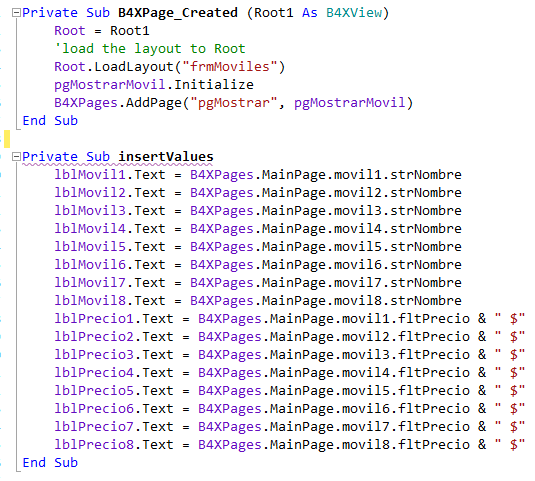 Private Sub B4XPage_Created (Root1 As B4XView)
    Root = Root1
    'load the layout to Root
    Root.LoadLayout("frmMoviles")
    pgMostrarMovil.Initialize
    B4XPages.AddPage("pgMostrar", pgMostrarMovil)
End Sub
Private Sub insertValues
    lblMovil1.Text = B4XPages.MainPage.movil1.strNombre
    lblMovil2.Text = B4XPages.MainPage.movil2.strNombre
    lblMovil3.Text = B4XPages.MainPage.movil3.strNombre
    lblMovil4.Text = B4XPages.MainPage.movil4.strNombre
    lblMovil5.Text = B4XPages.MainPage.movil5.strNombre
    lblMovil6.Text = B4XPages.MainPage.movil6.strNombre
    lblMovil7.Text = B4XPages.MainPage.movil7.strNombre
    lblMovil8.Text = B4XPages.MainPage.movil8.strNombre
    lblPrecio1.Text = B4XPages.MainPage.movil1.fltPrecio & " $"
    lblPrecio2.Text = B4XPages.MainPage.movil2.fltPrecio & " $"
    lblPrecio3.Text = B4XPages.MainPage.movil3.fltPrecio & " $"
    lblPrecio4.Text = B4XPages.MainPage.movil4.fltPrecio & " $"
    lblPrecio5.Text = B4XPages.MainPage.movil5.fltPrecio & " $"
    lblPrecio6.Text = B4XPages.MainPage.movil6.fltPrecio & " $"
    lblPrecio7.Text = B4XPages.MainPage.movil7.fltPrecio & " $"
    lblPrecio8.Text = B4XPages.MainPage.movil8.fltPrecio & " $"
End Sub